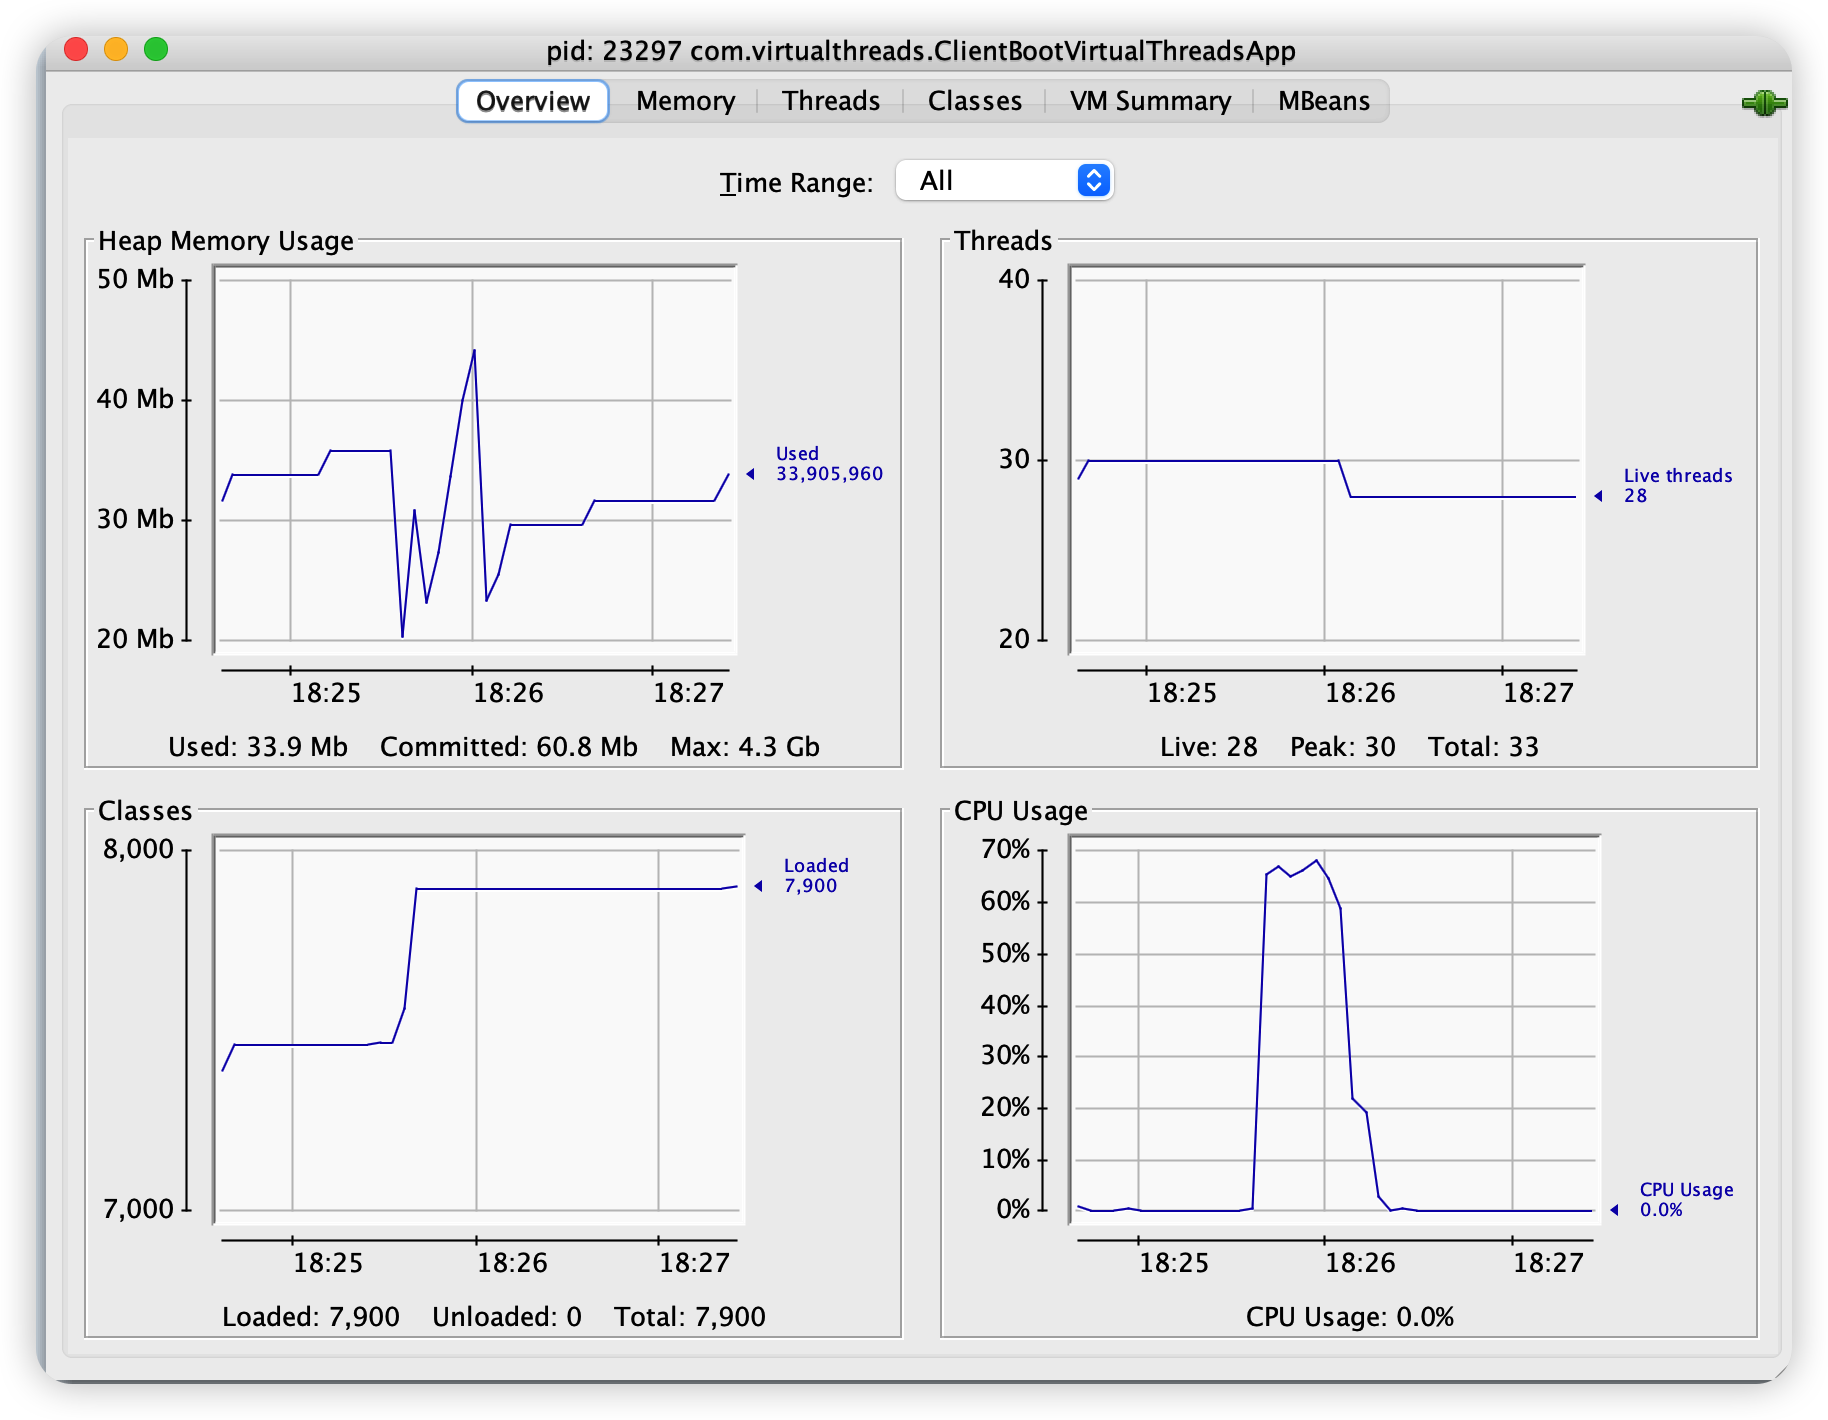 pid: 23297 com.virtualthreads.ClientBootVirtualThreadsApp
Overview Memory Threads Classes VM Summary MBeans
Time Range: All
Heap Memory Usage
50 Mb
40 Mb
30 Mb
20 Mb
Used
33,905,960
18:25 18:26 18:27
Used: 33.9 Mb Committed: 60.8 Mb Max: 4.3 Gb
Threads
40
30
20
Live threads
28
18:25 18:26 18:27
Live: 28 Peak: 30 Total: 33
Classes
8,000
7,000
Loaded
7,900
18:25 18:26 18:27
Loaded: 7,900 Unloaded: 0 Total: 7,900
CPU Usage
70%
60%
50%
40%
30%
20%
10%
0%
CPU Usage
0.0%
18:25 18:26 18:27
CPU Usage: 0.0%